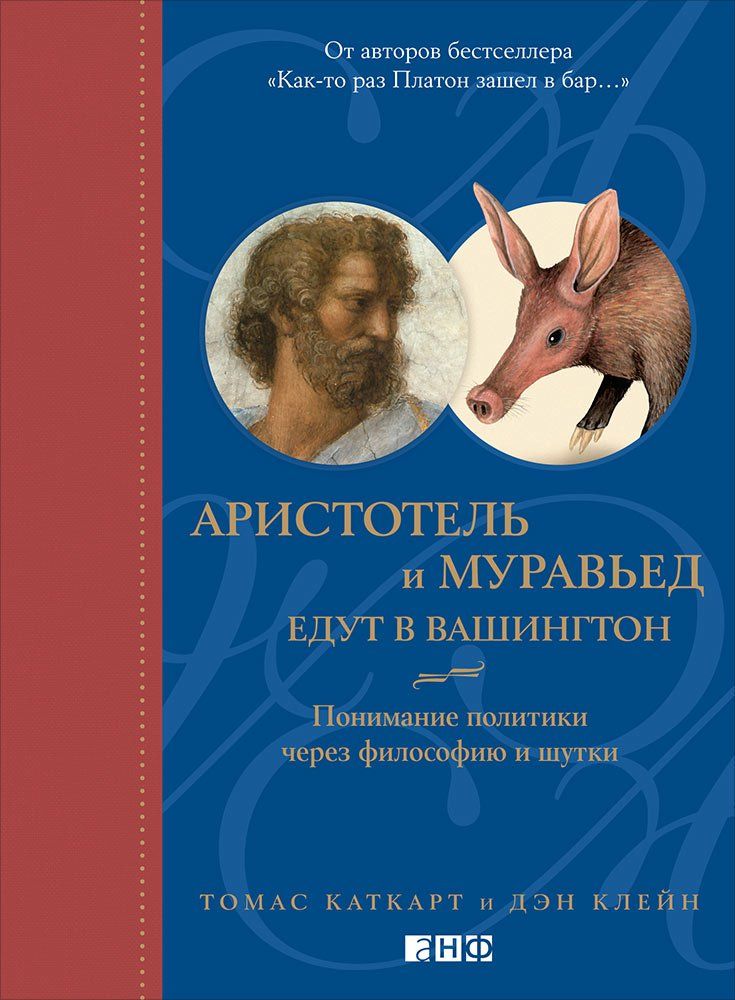 От авторов бестселлера
«Как-то раз Платон зашел в бар…»
АРИСТОТЕЛЬ
и МУРАВЬЕД
ЕДУТ В ВАШИНГТОН
Понимание политики
через философию и шутки
ТОМАС КАТКАРТ и ДЭН КЛЕЙН
анф